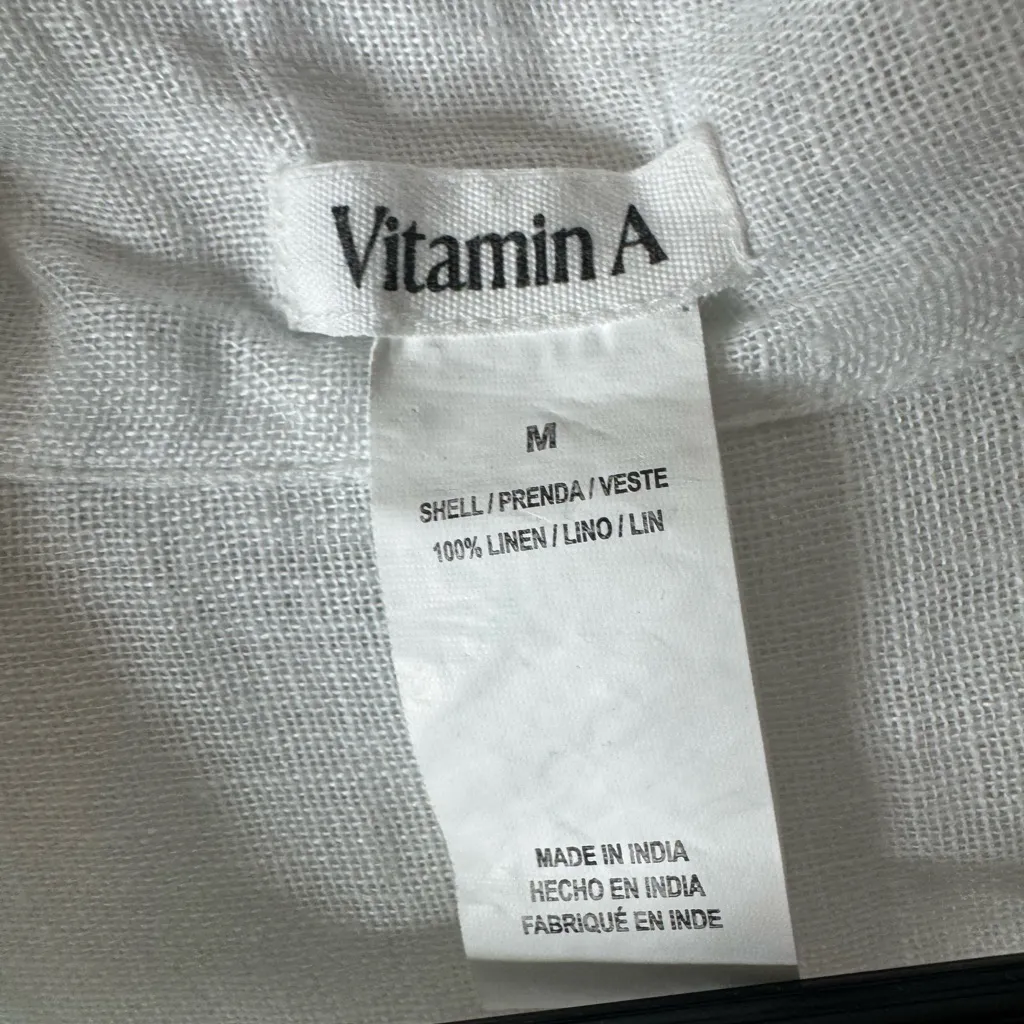 Vitamin A
M
SHELL / PRENDA / VESTE
100% LINEN / LINO / LIN
MADE IN INDIA
HECHO EN INDIA
FABRIQUÉ EN INDE